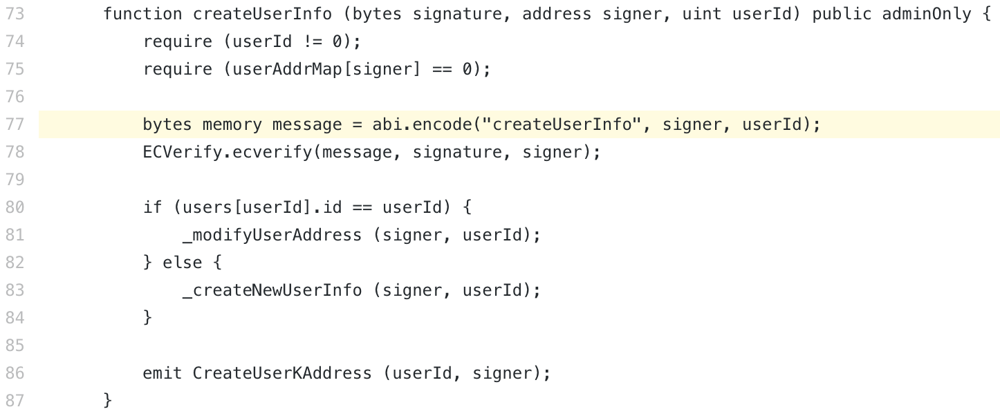 73 function createUserInfo (bytes signature, address signer, uint userId) public adminOnly {
74 require (userId != 0);
75 require (userAddrMap[signer] == 0);
76
77 bytes memory message = abi.encode("createUserInfo", signer, userId);
78 ECVerify.ecverify(message, signature, signer);
79
80 if (users[userId].id == userId) {
81 _modifyUserAddress (signer, userId);
82 } else {
83 _createNewUserInfo (signer, userId);
84 }
85
86 emit CreateUserKAddress (userId, signer);
87 }